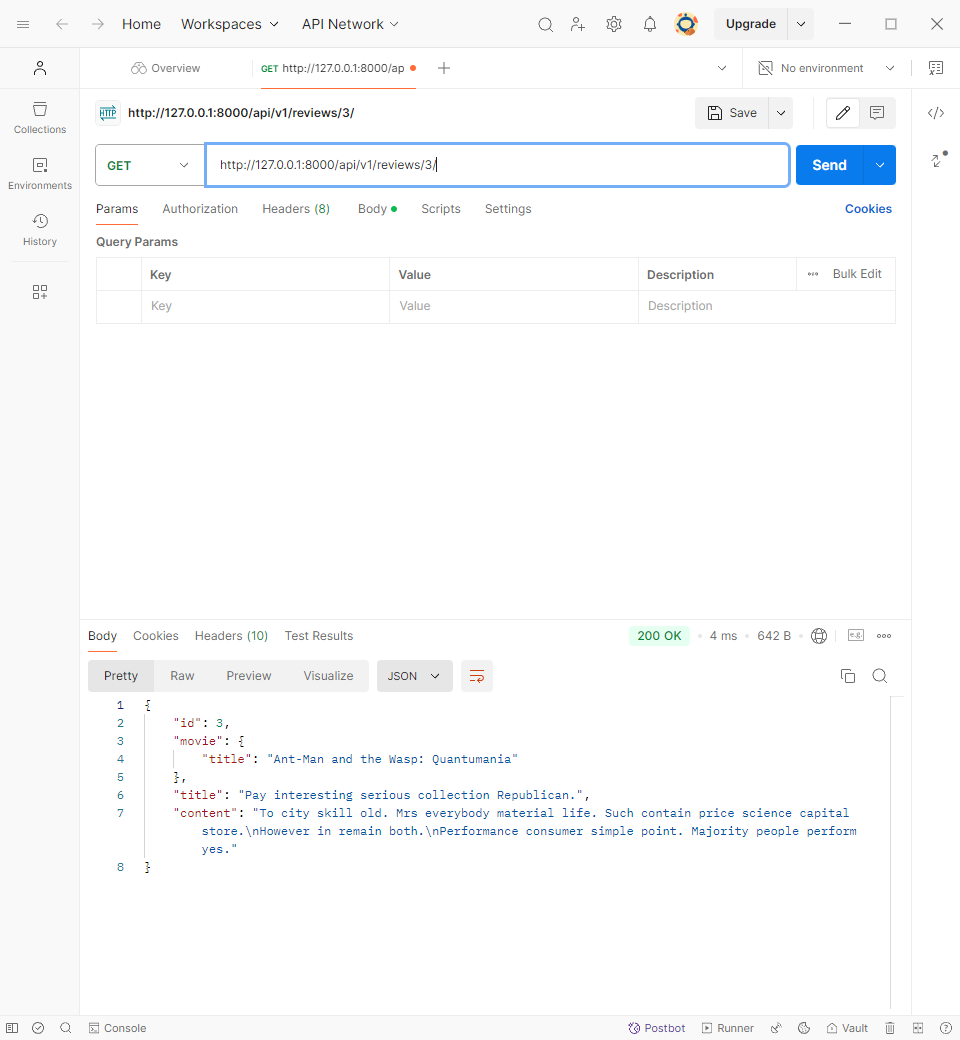 Home Workspaces API Network Upgrade
Overview GET http://127.0.0.1:8000/ap No environment
HTTP http://127.0.0.1:8000/api/v1/reviews/3/ Save
Collections
Environments
History
GET http://127.0.0.1:8000/api/v1/reviews/3/ Send
Params Authorization Headers (8) Body Scripts Settings Cookies
Query Params
Key Value Description Bulk Edit
Key Value Description
Body Cookies Headers (10) Test Results 200 OK 4 ms 642 B e.g.
Pretty Raw Preview Visualize JSON
1 {
2 "id": 3,
3 "movie": {
4 "title": "Ant-Man and the Wasp: Quantumania"
5 },
6 "title": "Pay interesting serious collection Republican.",
7 "content": "To city skill old. Mrs everybody material life. Such contain price science capital
store.\nHowever in remain both.\nPerformance consumer simple point. Majority people perform
yes."
8 }
Console Postbot Runner Vault